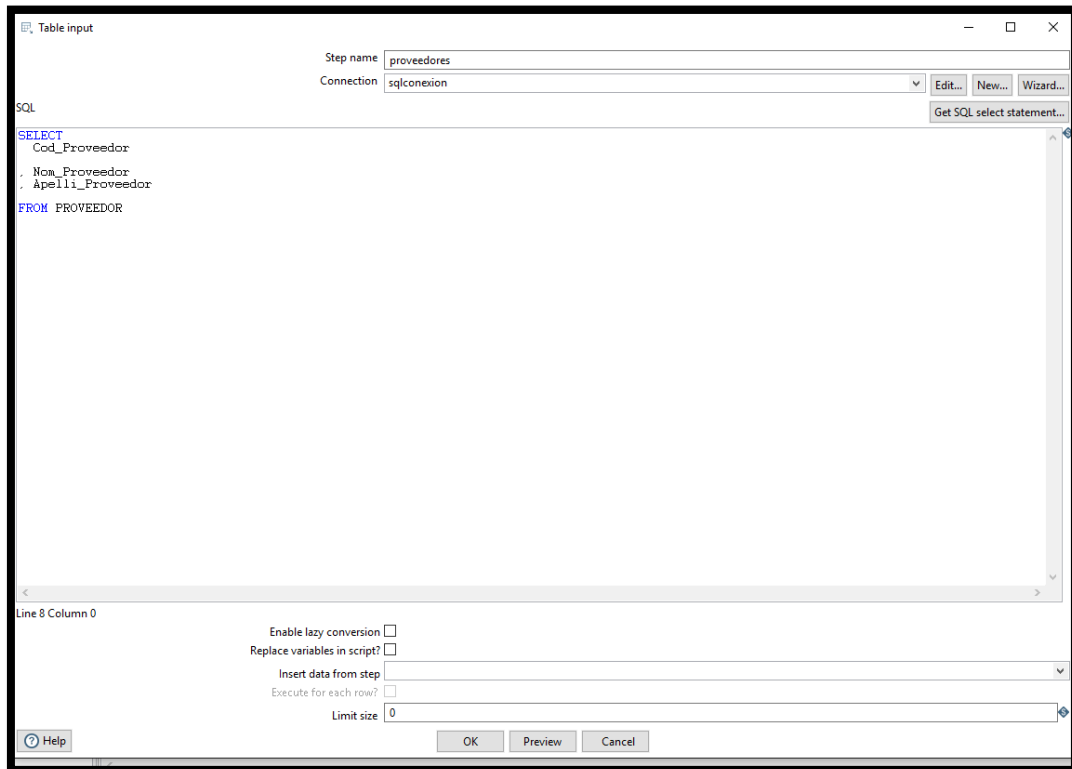 Table input
Step name proveedores
Connection sqlconexion Edit... New... Wizard...
SQL
Get SQL select statement...
SELECT
Cod_Proveedor
, Nom_Proveedor
, Apelli_Proveedor
FROM PROVEEDOR
Line 8 Column 0
Enable lazy conversion
Replace variables in script?
Insert data from step
Execute for each row?
Limit size 0
Help OK Preview Cancel